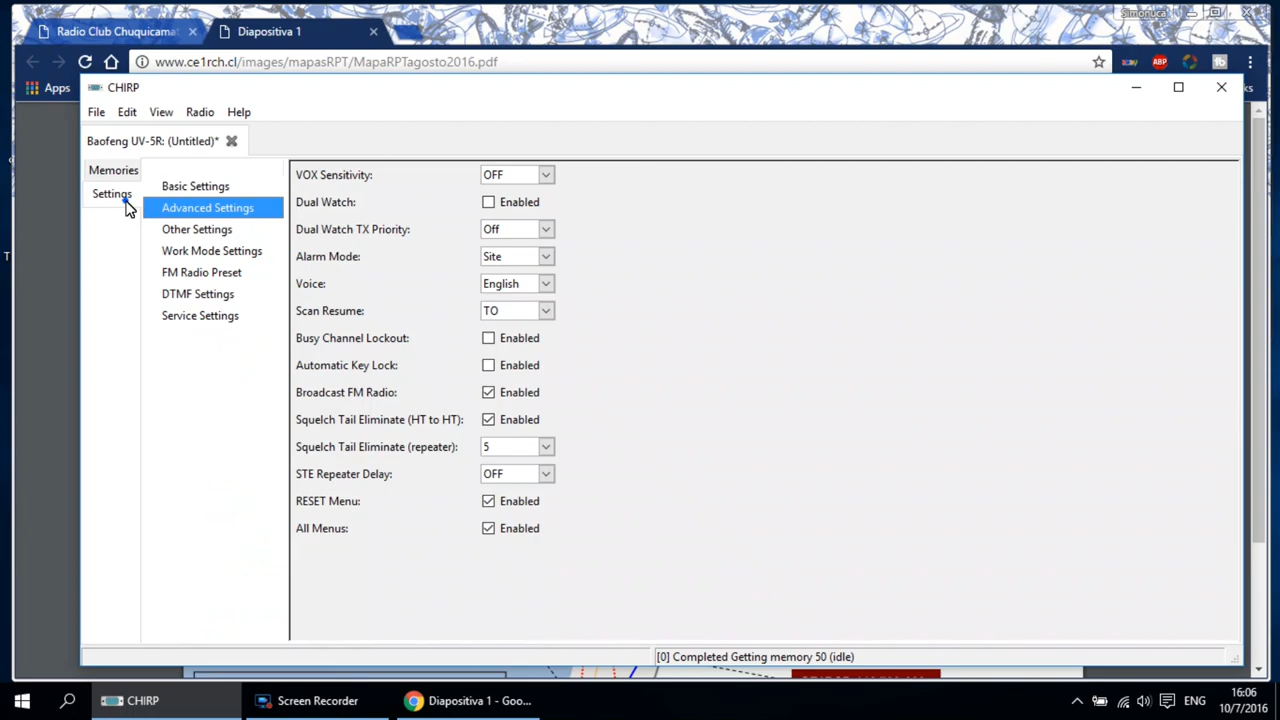 Simonuca
Radio Club Chuquicamat
Diapositiva 1
www.ce1rch.cl/images/mapasRPT/MapaRPTagosto2016.pdf
ABP
Apps
ks
CHIRP
File Edit View Radio Help
Baofeng UV-5R: (Untitled)*
Memories
Settings
Basic Settings
Advanced Settings
Other Settings
Work Mode Settings
FM Radio Preset
DTMF Settings
Service Settings
VOX Sensitivity: OFF
Dual Watch: Enabled
Dual Watch TX Priority: Off
Alarm Mode: Site
Voice: English
Scan Resume: TO
Busy Channel Lockout: Enabled
Automatic Key Lock: Enabled
Broadcast FM Radio: Enabled
Squelch Tail Eliminate (HT to HT): Enabled
Squelch Tail Eliminate (repeater): 5
STE Repeater Delay: OFF
RESET Menu: Enabled
All Menus: Enabled
[0] Completed Getting memory 50 (idle)
CHIRP
Screen Recorder
Diapositiva 1 - Goo...
ENG
16:06
10/7/2016